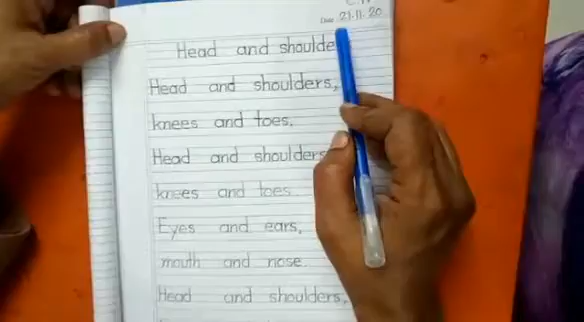 C.W
Date 21.11.20
Head and shoulde
Head and shoulders,
knees and toes.
Head and shoulders
knees and toes
Eyes and ears,
mouth and nose.
Head and shoulders,